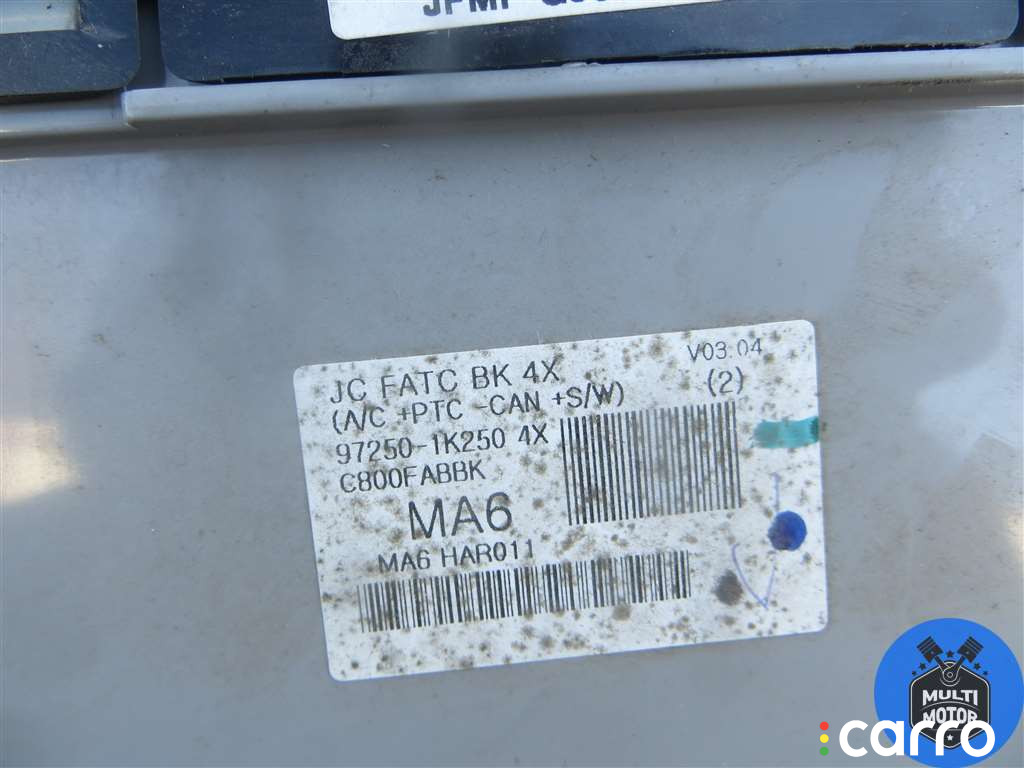 JPMP
JC FATC BK 4X
V03.04
(A/C +PTC -CAN +S/W)
(2)
97250-1K250 4X
C800FABBK
MA6
MA6 HAR011
MULTI
MOTOR
carro